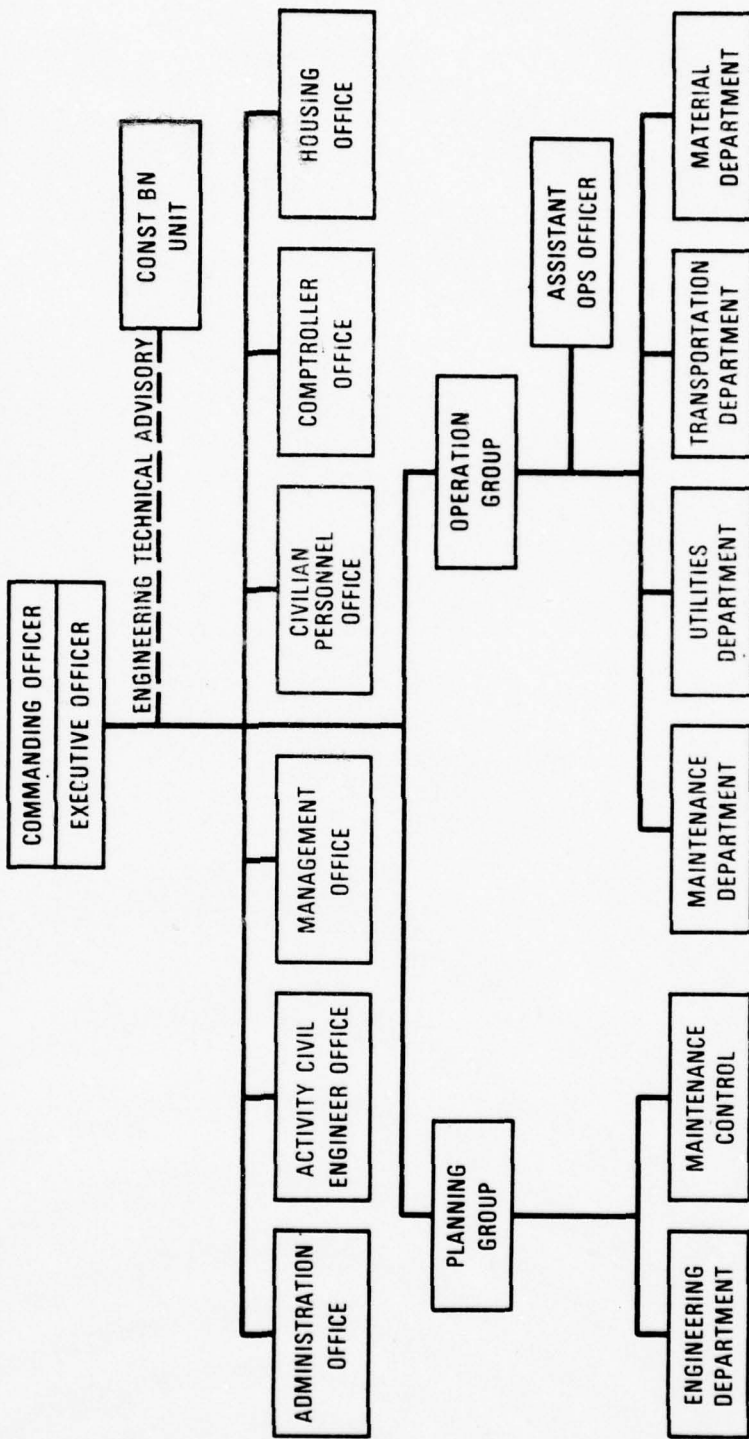 COMMANDING OFFICER
EXECUTIVE OFFICER
ENGINEERING TECHNICAL ADVISORY
CONST BN
UNIT
ADMINISTRATION
OFFICE
ACTIVITY CIVIL
ENGINEER OFFICE
MANAGEMENT
OFFICE
CIVILIAN
PERSONNEL
OFFICE
COMPTROLLER
OFFICE
HOUSING
OFFICE
PLANNING
GROUP
OPERATION
GROUP
ASSISTANT
OPS OFFICER
ENGINEERING
DEPARTMENT
MAINTENANCE
CONTROL
MAINTENANCE
DEPARTMENT
UTILITIES
DEPARTMENT
TRANSPORTATION
DEPARTMENT
MATERIAL
DEPARTMENT